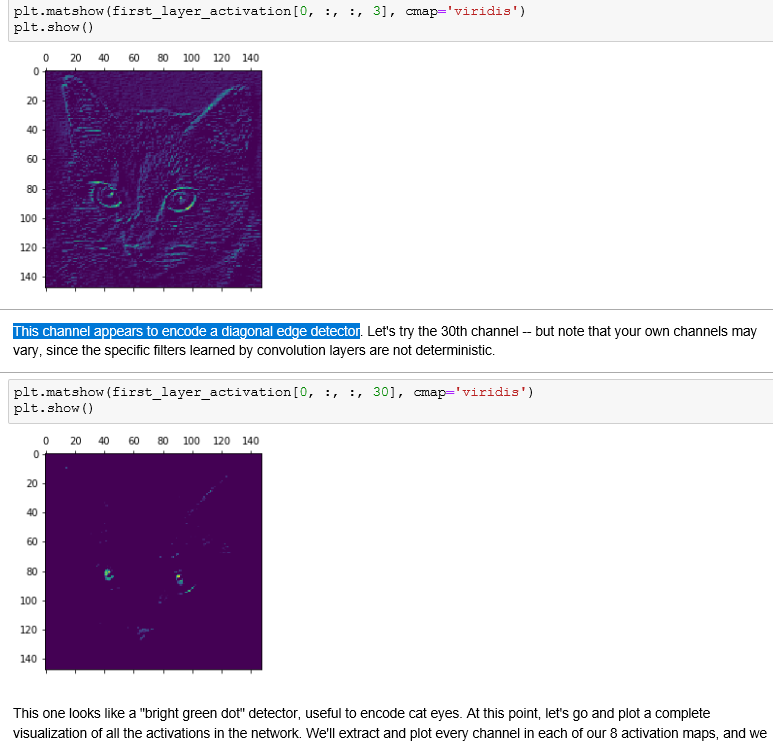 plt.matshow(first_layer_activation[0, :, :, 3], cmap='viridis')
plt.show()
0 20 40 60 80 100 120 140
0
20
40
60
80
100
120
140
This channel appears to encode a diagonal edge detector. Let's try the 30th channel -- but note that your own channels may
vary, since the specific filters learned by convolution layers are not deterministic.
plt.matshow(first_layer_activation[0, :, :, 30], cmap='viridis')
plt.show()
0 20 40 60 80 100 120 140
0
20
40
60
80
100
120
140
This one looks like a "bright green dot" detector, useful to encode cat eyes. At this point, let's go and plot a complete
visualization of all the activations in the network. We'll extract and plot every channel in each of our 8 activation maps, and we